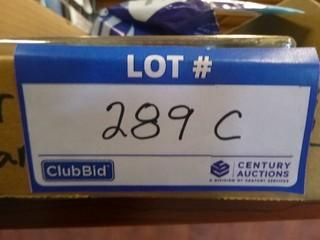 LOT #
289 C
ClubBid
CENTURY
AUCTIONS
A DIVISION OF CENTURY SERVICES